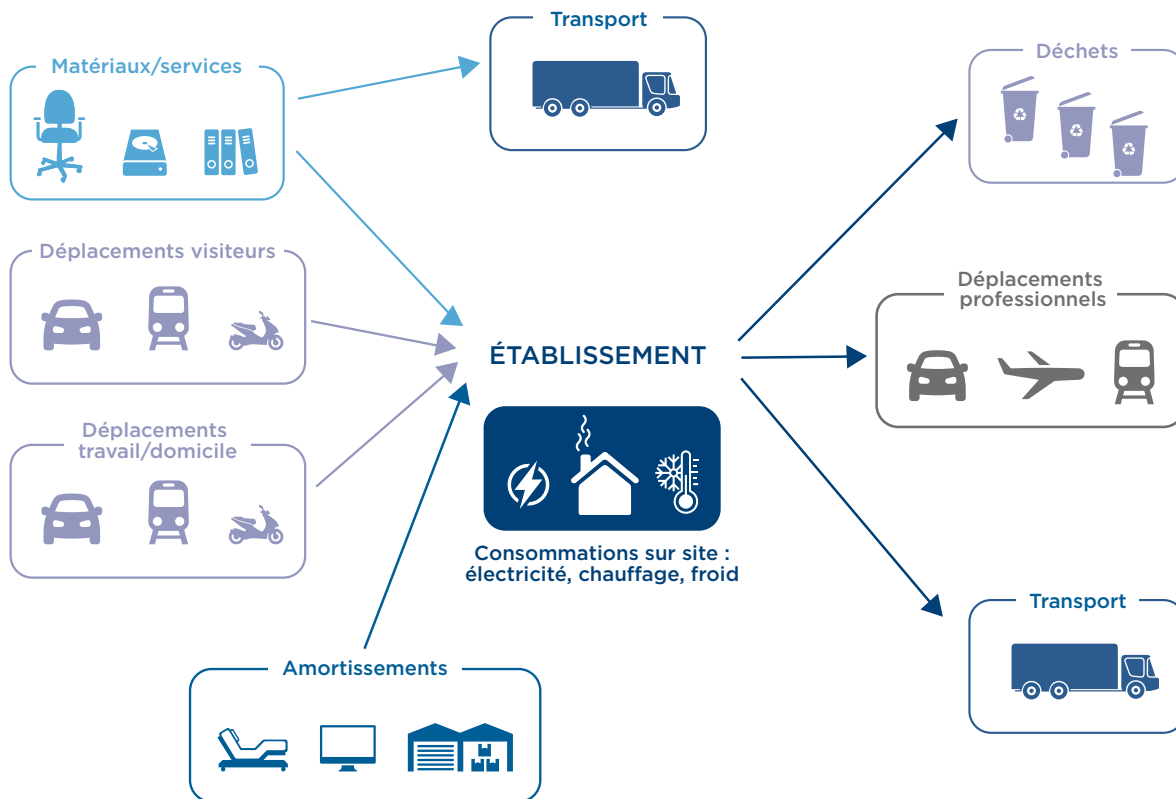 Transport
Matériaux/services
Déchets
Déplacements visiteurs
Déplacements
professionnels
ÉTABLISSEMENT
Déplacements
travail/domicile
Consommations sur site :
électricité, chauffage, froid
Transport
Amortissements